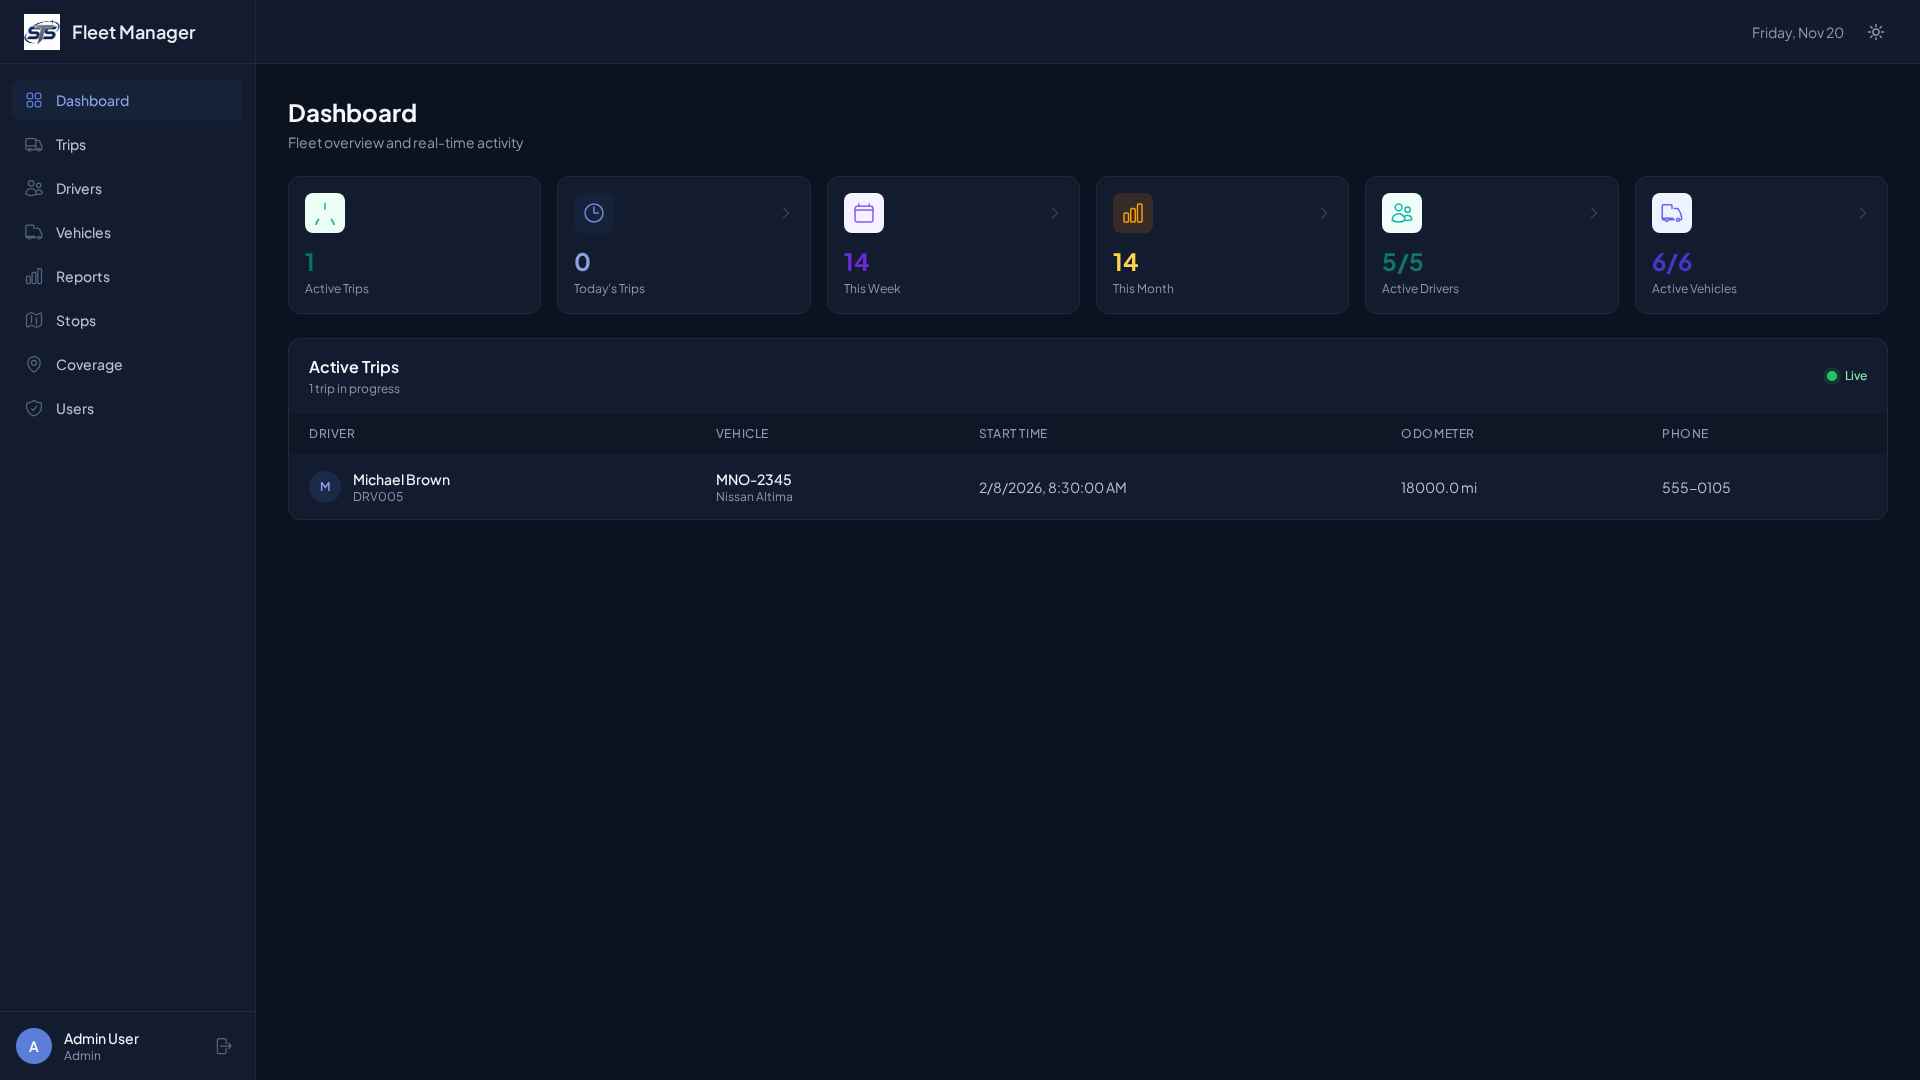 STS
Fleet Manager
Friday, Nov 20
Dashboard
Trips
Drivers
Vehicles
Reports
Stops
Coverage
Users
Dashboard
Fleet overview and real-time activity
1
Active Trips
0
Today's Trips
14
This Week
14
This Month
5/5
Active Drivers
6/6
Active Vehicles
Active Trips
1 trip in progress
Live
DRIVER VEHICLE START TIME ODOMETER PHONE
M
Michael Brown
DRV005
MNO-2345
Nissan Altima
2/8/2026, 8:30:00 AM
18000.0 mi
555-0105
A
Admin User
Admin